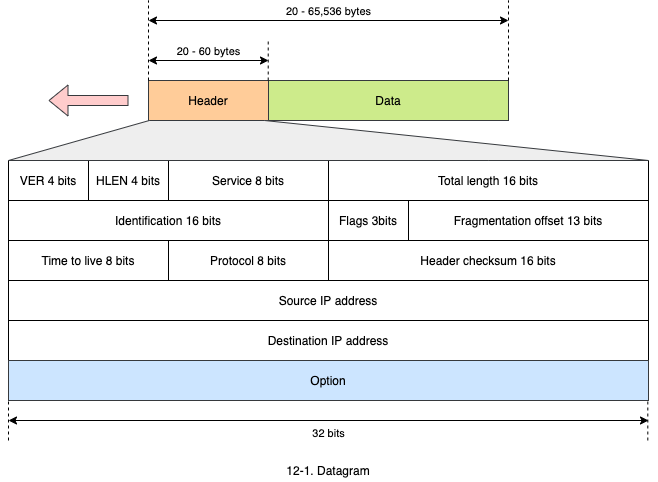 20 - 65,536 bytes
20 - 60 bytes
Header
Data
VER 4 bits
HLEN 4 bits
Service 8 bits
Total length 16 bits
Identification 16 bits
Flags 3bits
Fragmentation offset 13 bits
Time to live 8 bits
Protocol 8 bits
Header checksum 16 bits
Source IP address
Destination IP address
Option
32 bits
12-1. Datagram